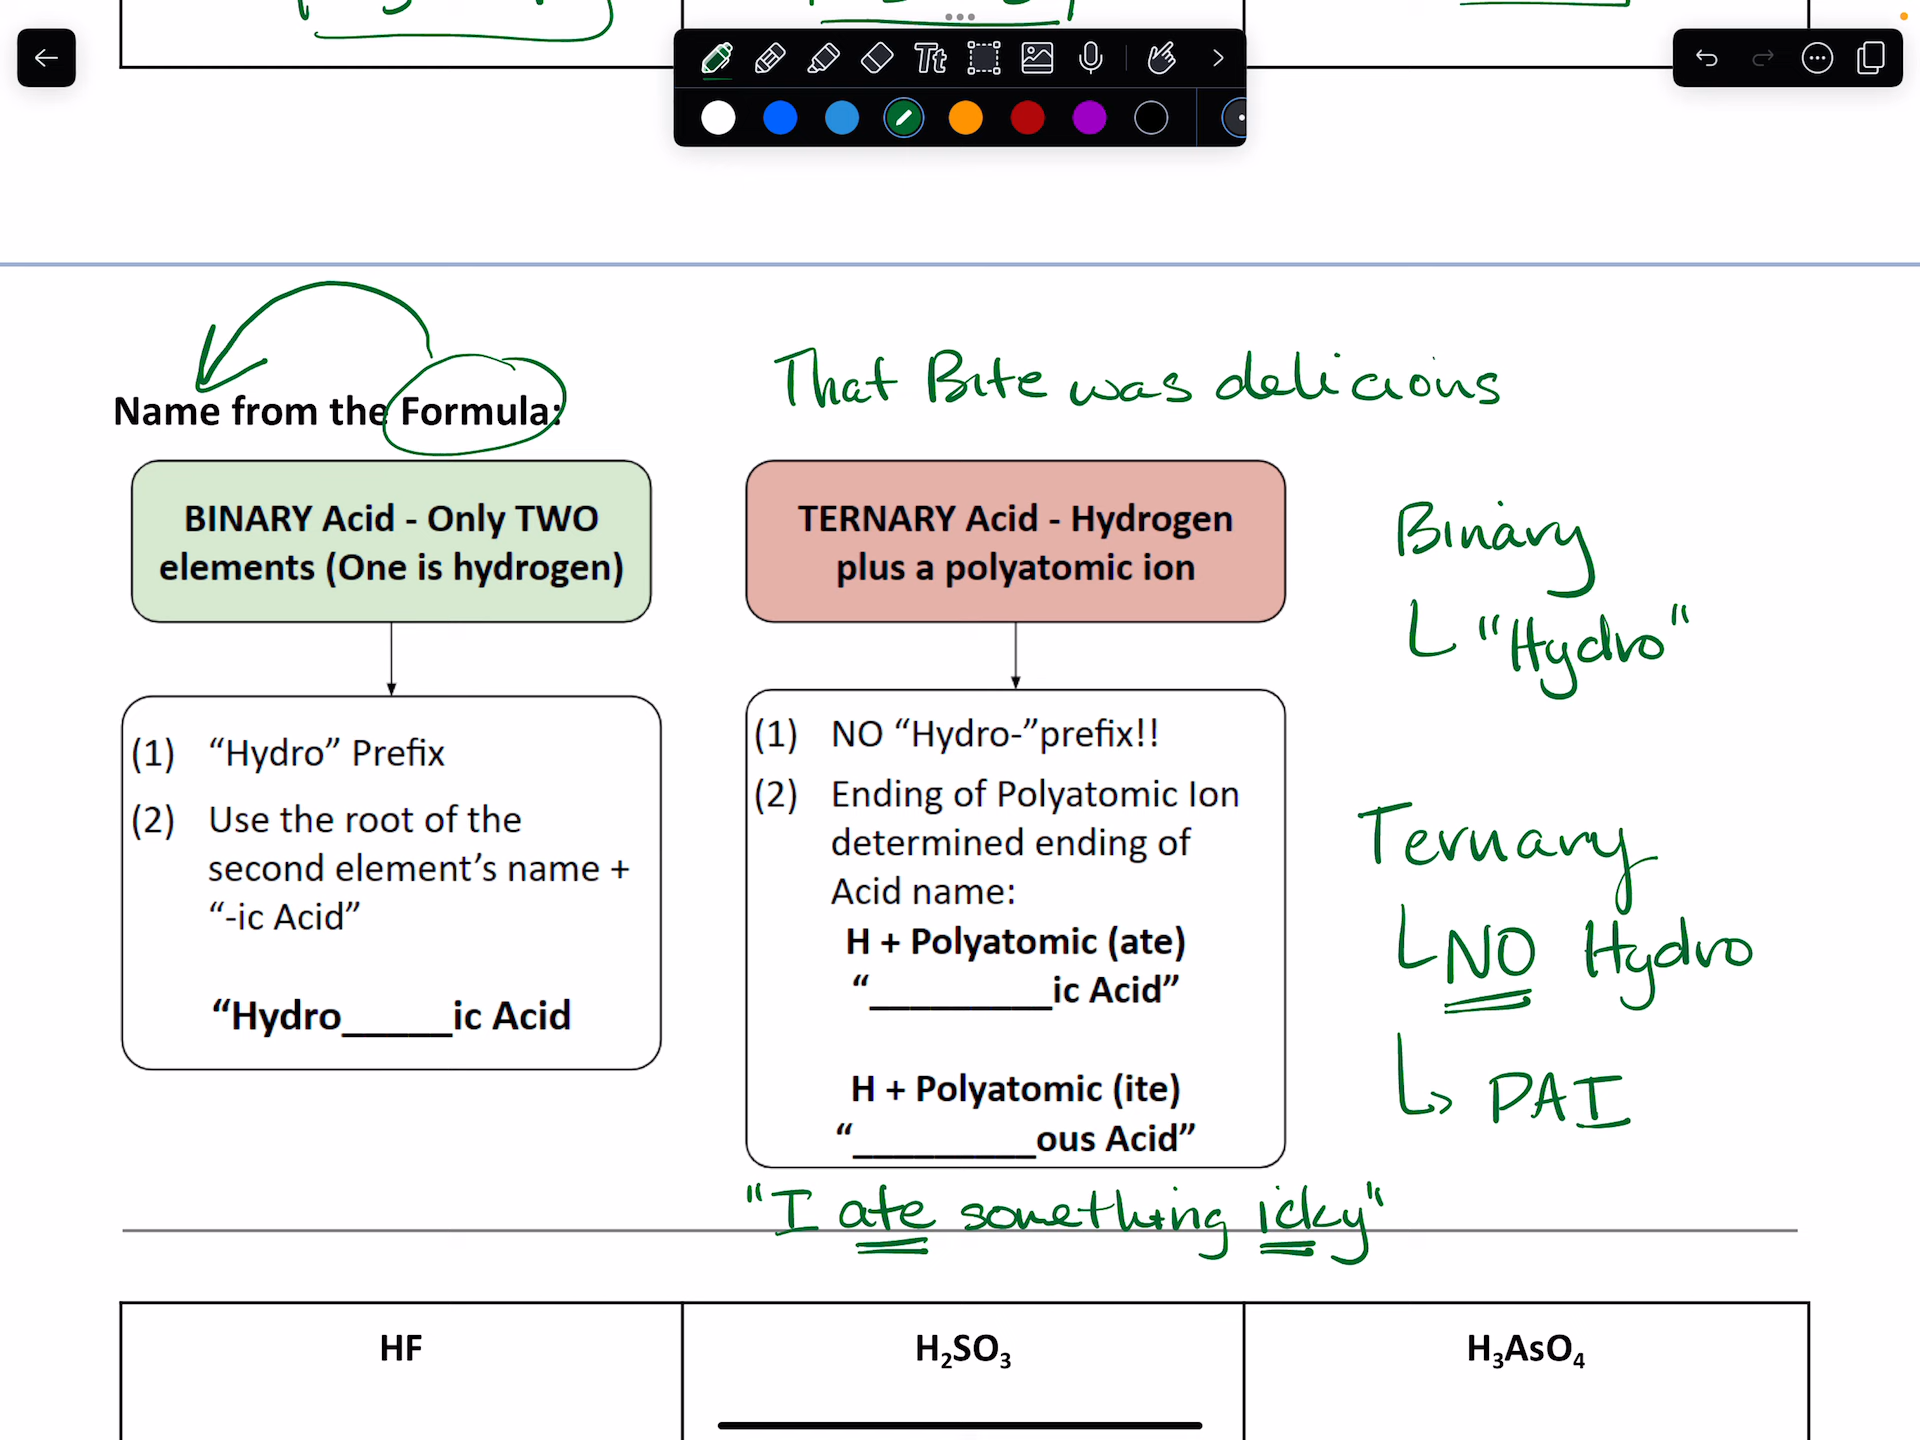 Tt
That Bite was delicious
Name from the Formula:
BINARY Acid - Only TWO
elements (One is hydrogen)
TERNARY Acid - Hydrogen
plus a polyatomic ion
Binary
"Hydro"
(1) “Hydro” Prefix
(2) Use the root of the
second element’s name +
“-ic Acid”
“Hydro_____ic Acid
(1) NO “Hydro-”prefix!!
(2) Ending of Polyatomic Ion
determined ending of
Acid name:
H + Polyatomic (ate)
“_________ic Acid”
H + Polyatomic (ite)
“_________ous Acid”
Ternary
NO Hydro
PAI
"I ate something icky"
HF
H₂SO₃
H₃AsO₄